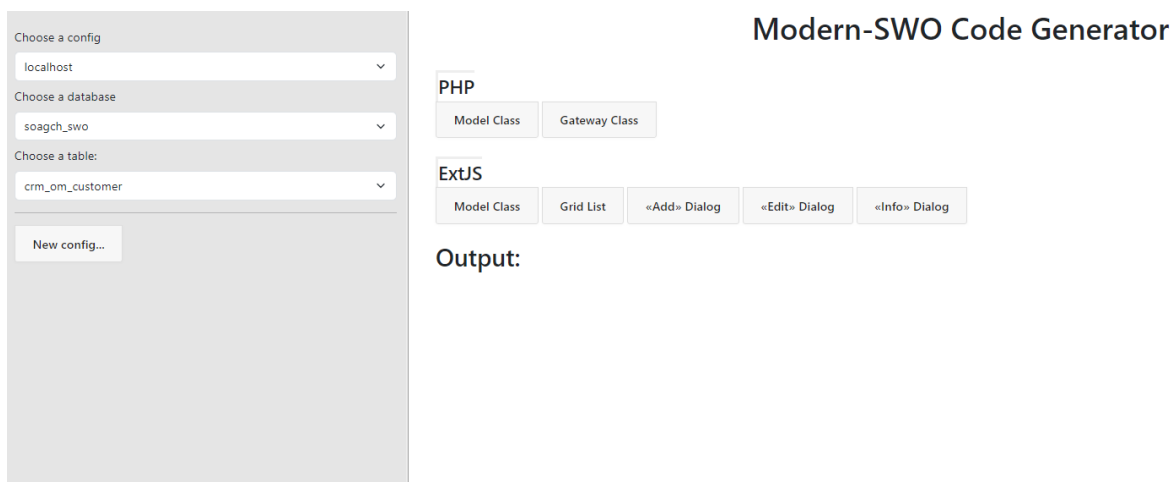 Choose a config
localhost
Choose a database
soagch_swo
Choose a table:
crm_om_customer
New config...
Modern-SWO Code Generator
PHP
Model Class Gateway Class
ExtJS
Model Class Grid List «Add» Dialog «Edit» Dialog «Info» Dialog
Output: